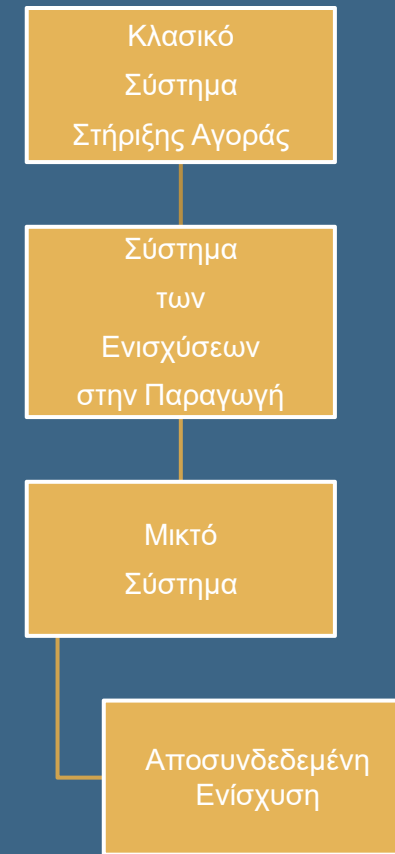 Κλασικό
Σύστημα
Στήριξης Αγοράς
Σύστημα
των
Ενισχύσεων
στην Παραγωγή
Μικτό
Σύστημα
Αποσυνδεδεμένη
Ενίσχυση